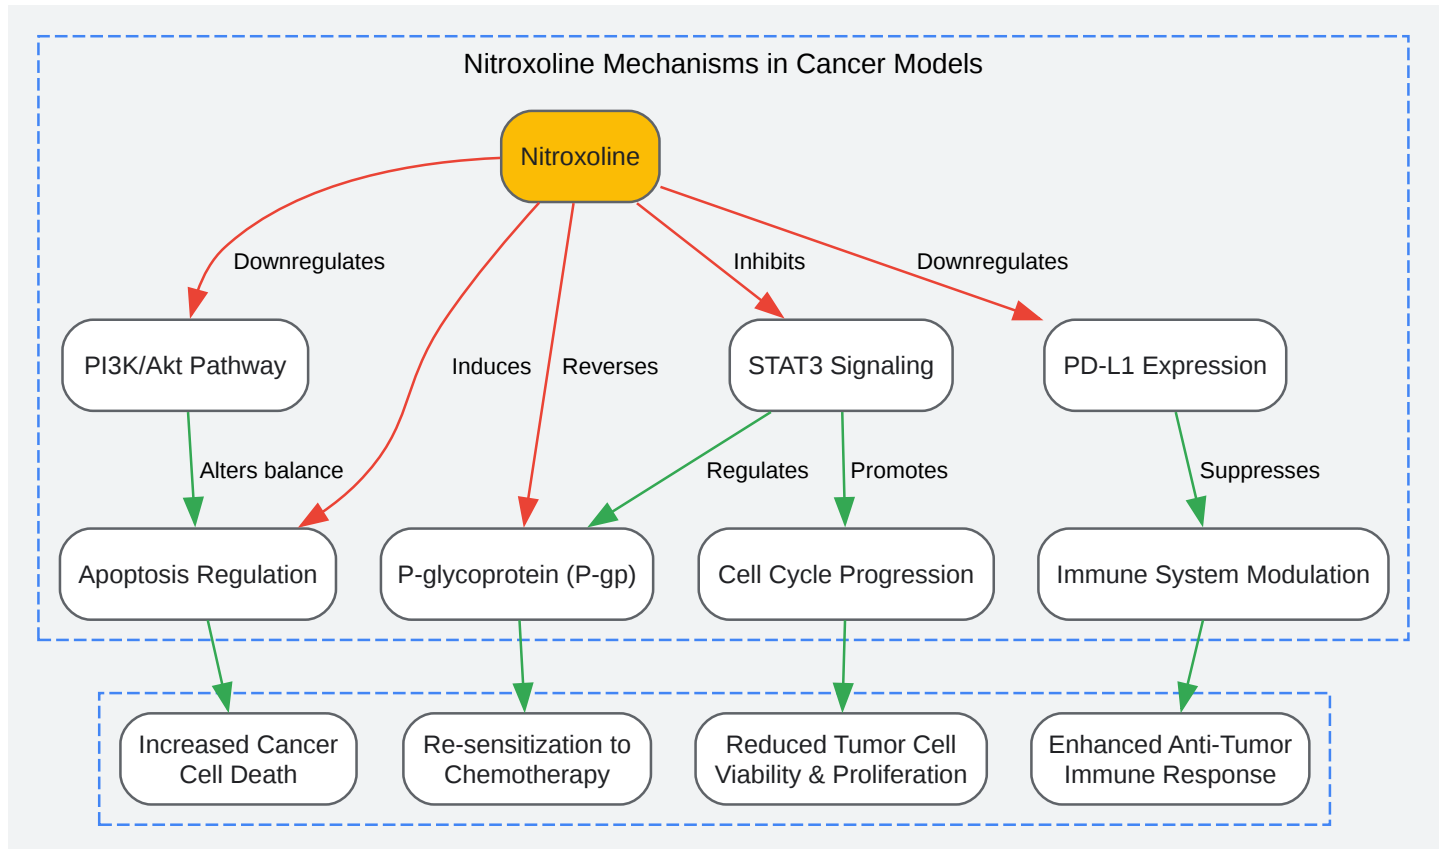 Nitroxoline Mechanisms in Cancer Models
Nitroxoline
Downregulates
Inhibits
Downregulates
PI3K/Akt Pathway
Induces
Reverses
STAT3 Signaling
PD-L1 Expression
Alters balance
Regulates
Promotes
Suppresses
Apoptosis Regulation
P-glycoprotein (P-gp)
Cell Cycle Progression
Immune System Modulation
Increased Cancer
Cell Death
Re-sensitization to
Chemotherapy
Reduced Tumor Cell
Viability & Proliferation
Enhanced Anti-Tumor
Immune Response